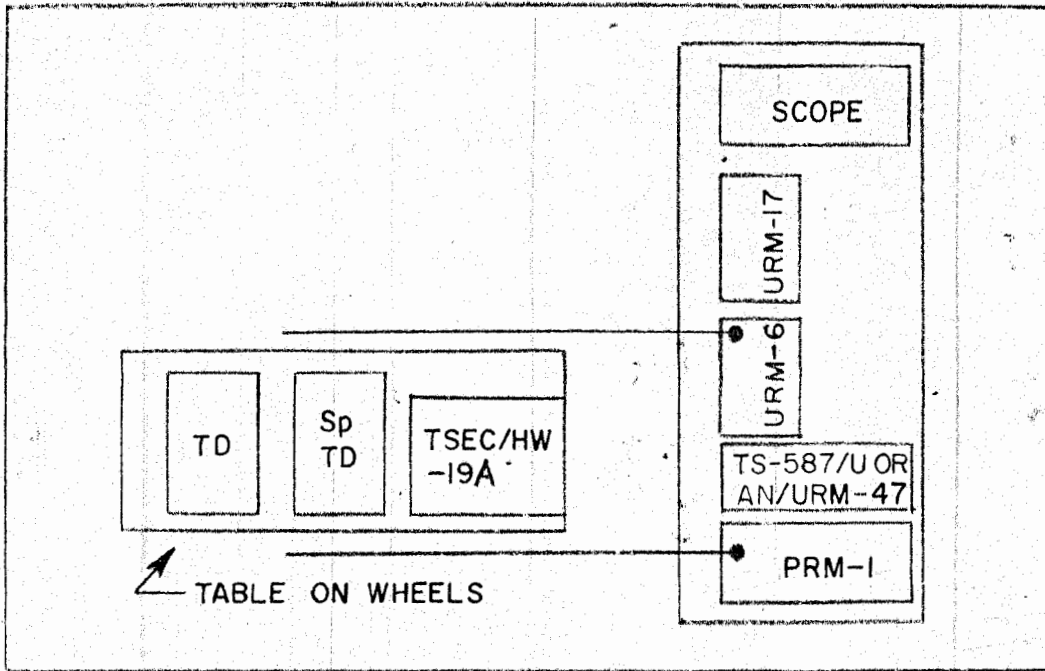 SCOPE
URM-17
URM-6
TD
Sp
TD
TSEC/HW
-19A
TS-587/U OR
AN/URM-47
PRM-1
TABLE ON WHEELS